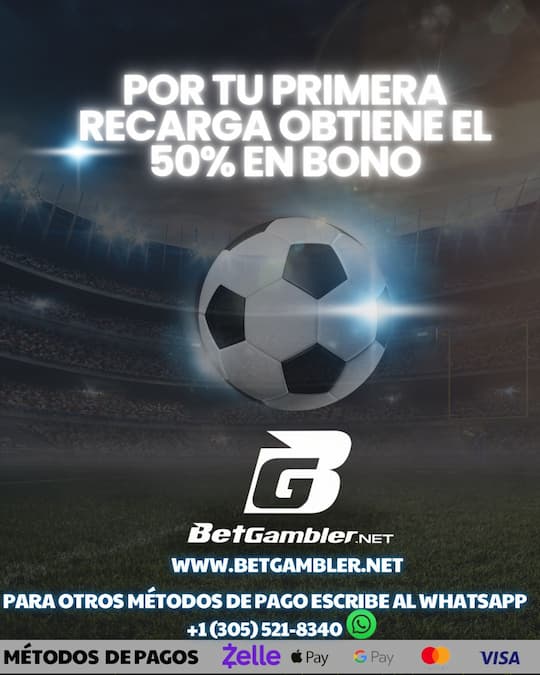 POR TU PRIMERA
RECARGA OBTIENE EL
50% EN BONO
BG
BetGambler.NET
WWW.BETGAMBLER.NET
PARA OTROS MÉTODOS DE PAGO ESCRIBE AL WHATSAPP
+1 (305) 521-8340
MÉTODOS DE PAGOS Zelle Pay G Pay VISA